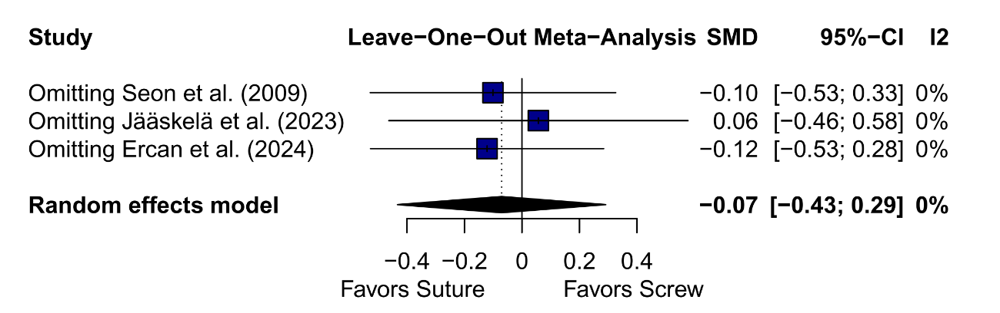 Study Leave−One−Out Meta−Analysis SMD 95%−CI I2
Omitting Seon et al. (2009) −0.10 [−0.53; 0.33] 0%
Omitting Jääskelä et al. (2023) 0.06 [−0.46; 0.58] 0%
Omitting Ercan et al. (2024) −0.12 [−0.53; 0.28] 0%
Random effects model −0.07 [−0.43; 0.29] 0%
−0.4 −0.2 0 0.2 0.4
Favors Suture Favors Screw